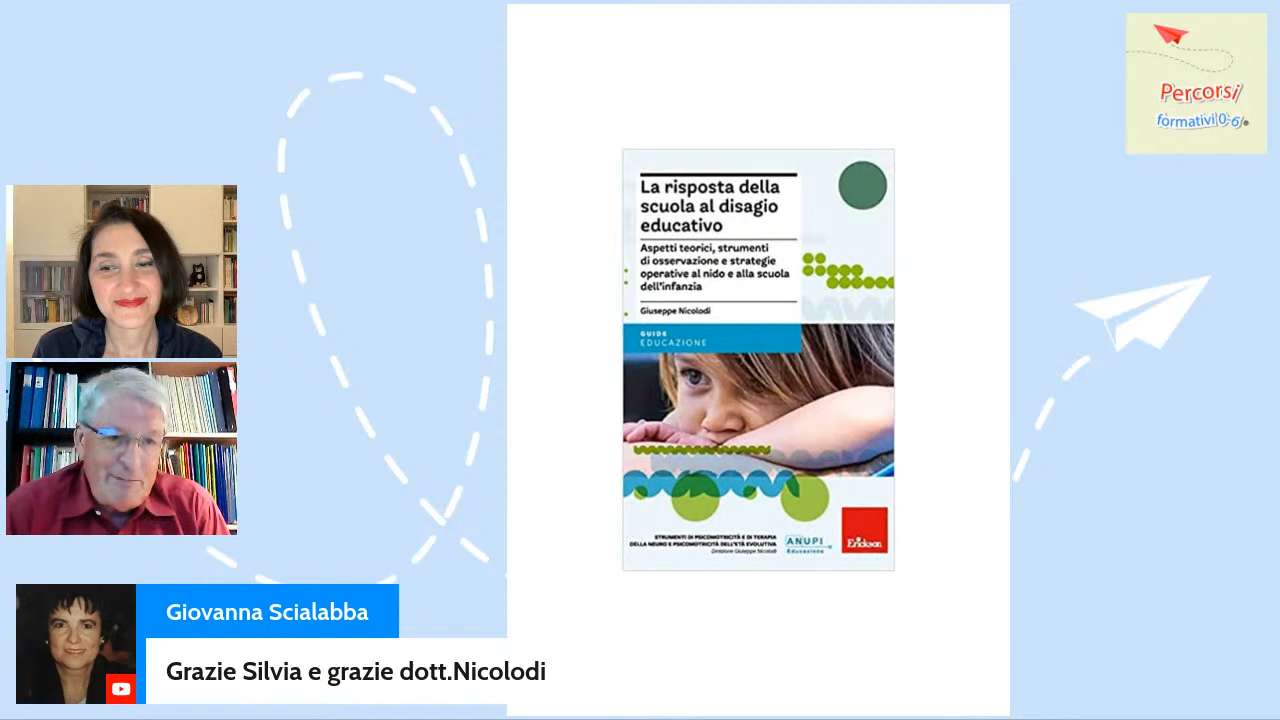 Percorsi
formativi 0-6
La risposta della
scuola al disagio
educativo
Aspetti teorici, strumenti
di osservazione e strategie
operative al nido e alla scuola
dell'infanzia
Giuseppe Nicolodi
GUIDE
EDUCAZIONE
STRUMENTI DI PSICOMOTRICITÀ E DI TERAPIA
DELLA NEURO E PSICOMOTRICITÀ DELL'ETÀ EVOLUTIVA
Direzione Giuseppe Nicolodi
ANUPI
Educazione
Erickson
Giovanna Scialabba
Grazie Silvia e grazie dott.Nicolodi